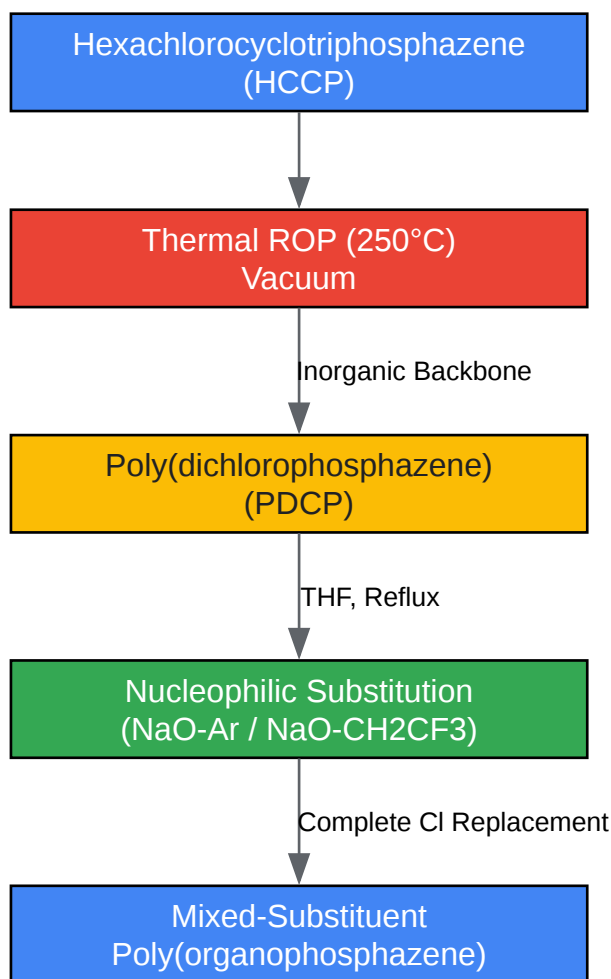 Hexachlorocyclotriphosphazene
(HCCP)
Thermal ROP (250°C)
Vacuum
Inorganic Backbone
Poly(dichlorophosphazene)
(PDCP)
THF, Reflux
Nucleophilic Substitution
(NaO-Ar / NaO-CH2CF3)
Complete Cl Replacement
Mixed-Substituent
Poly(organophosphazene)